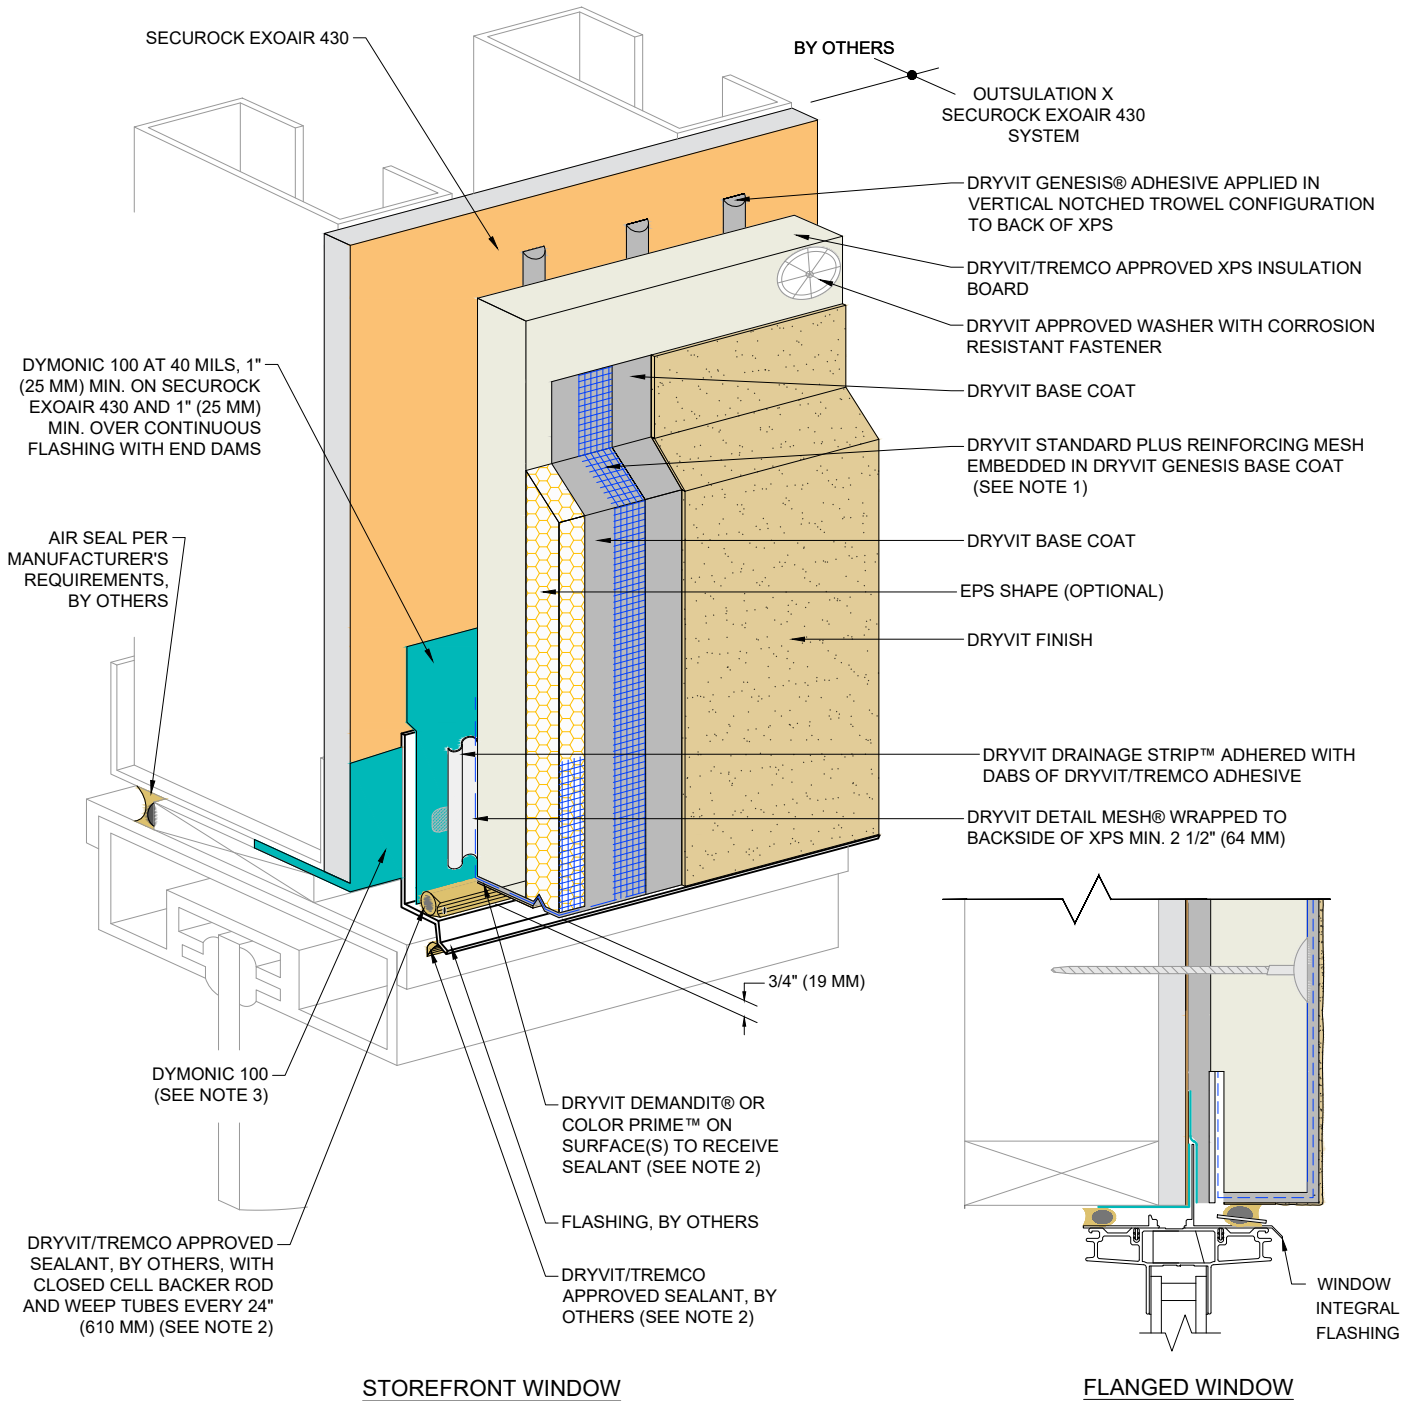 SECUROCK EXOAIR 430
BY OTHERS
OUTSULATION X
SECUROCK EXOAIR 430
SYSTEM
DRYVIT GENESIS® ADHESIVE APPLIED IN
VERTICAL NOTCHED TROWEL CONFIGURATION
TO BACK OF XPS
DRYVIT/TREMCO APPROVED XPS INSULATION
BOARD
DRYVIT APPROVED WASHER WITH CORROSION
RESISTANT FASTENER
DRYVIT BASE COAT
DRYVIT STANDARD PLUS REINFORCING MESH
EMBEDDED IN DRYVIT GENESIS BASE COAT
(SEE NOTE 1)
DRYVIT BASE COAT
EPS SHAPE (OPTIONAL)
DRYVIT FINISH
DRYVIT DRAINAGE STRIP™ ADHERED WITH
DABS OF DRYVIT/TREMCO ADHESIVE
DRYVIT DETAIL MESH® WRAPPED TO
BACKSIDE OF XPS MIN. 2 1/2" (64 MM)
DYMONIC 100 AT 40 MILS, 1"
(25 MM) MIN. ON SECUROCK
EXOAIR 430 AND 1" (25 MM)
MIN. OVER CONTINUOUS
FLASHING WITH END DAMS
AIR SEAL PER
MANUFACTURER'S
REQUIREMENTS,
BY OTHERS
3/4" (19 MM)
DYMONIC 100
(SEE NOTE 3)
DRYVIT DEMANDIT® OR
COLOR PRIME™ ON
SURFACE(S) TO RECEIVE
SEALANT (SEE NOTE 2)
FLASHING, BY OTHERS
DRYVIT/TREMCO
APPROVED SEALANT, BY
OTHERS (SEE NOTE 2)
DRYVIT/TREMCO APPROVED
SEALANT, BY OTHERS, WITH
CLOSED CELL BACKER ROD
AND WEEP TUBES EVERY 24"
(610 MM) (SEE NOTE 2)
WINDOW
INTEGRAL
FLASHING
STOREFRONT WINDOW
FLANGED WINDOW